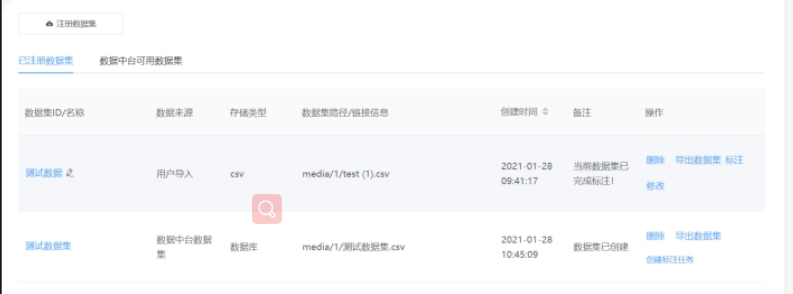 注册数据集
已注册数据集 数据中台可用数据集
数据集ID/名称 数据来源 存储类型 数据集路径/链接信息 创建时间 备注 操作
测试数据 用户导入 csv media/1/test (1).csv 2021-01-28 当前数据集已 删除 导出数据集 标注
09:41:17 完成标注! 修改
测试数据集 数据中台数据 数据库 media/1/测试数据集.csv 2021-01-28 数据集已创建 删除 导出数据集
集 10:45:09 创建标注任务